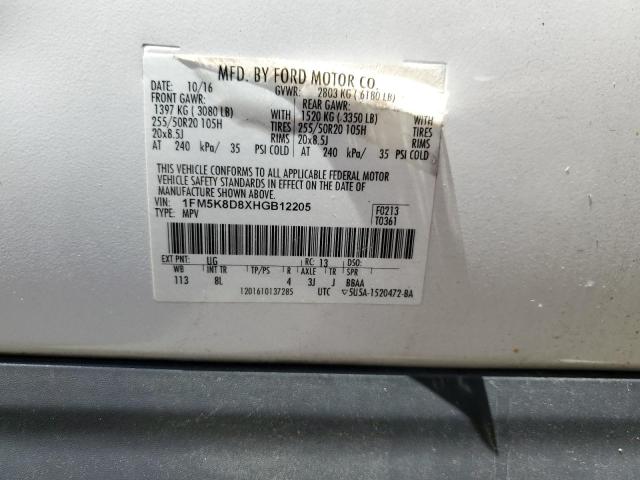 MFD. BY FORD MOTOR CO.
DATE: 10/16 GVWR: 2803 KG ( 6180 LB)
FRONT GAWR: REAR GAWR:
1397 KG ( 3080 LB) WITH 1520 KG ( 3350 LB) WITH
255/50R20 105H TIRES 255/50R20 105H TIRES
20x8.5J RIMS 20x8.5J RIMS
AT 240 kPa/ 35 PSI COLD AT 240 kPa/ 35 PSI COLD
THIS VEHICLE CONFORMS TO ALL APPLICABLE FEDERAL MOTOR
VEHICLE SAFETY STANDARDS IN EFFECT ON THE DATE OF
MANUFACTURE SHOWN ABOVE.
VIN: 1FM5K8D8XHGB12205 F0213
TYPE: MPV T0361
EXT PNT: UG RC: 13 DSO:
WB INT TR TP/PS R AXLE TR SPR
113 8L 4 3J J BBAA
1201610137285 UTC ▽5U5A-1520472-BA